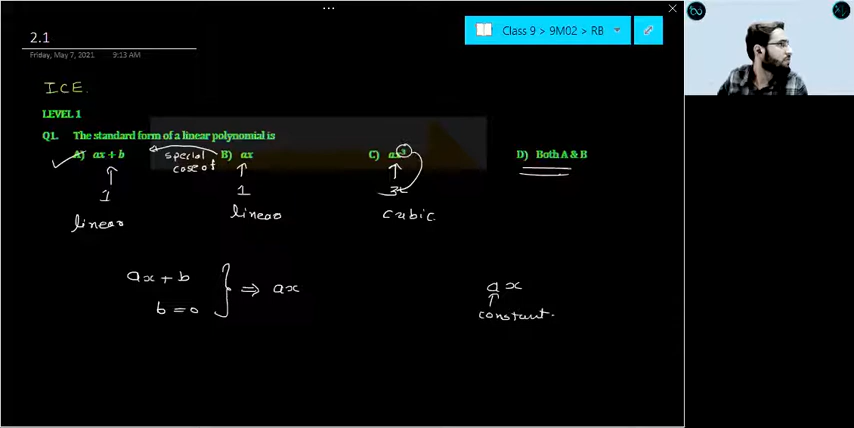 2.1
Class 9 > 9M02 > RB
Friday, May 7, 2021 9:13 AM
ICE.
LEVEL 1
Q1. The standard form of a linear polynomial is
A) ax + b B) ax C) ax³ D) Both A & B
special
case of
1 1 3
linear linear cubic
ax + b
b = 0
⇒ ax
ax
constant.